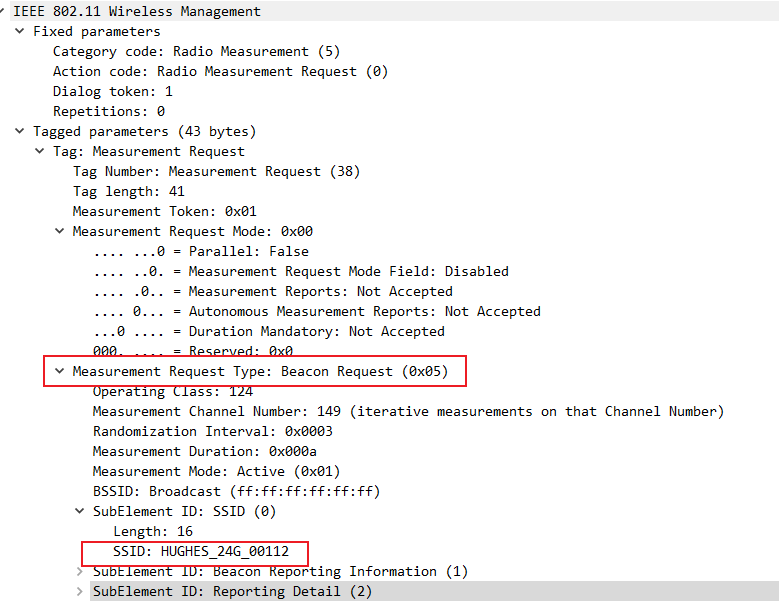 IEEE 802.11 Wireless Management
Fixed parameters
Category code: Radio Measurement (5)
Action code: Radio Measurement Request (0)
Dialog token: 1
Repetitions: 0
Tagged parameters (43 bytes)
Tag: Measurement Request
Tag Number: Measurement Request (38)
Tag length: 41
Measurement Token: 0x01
Measurement Request Mode: 0x00
.... ...0 = Parallel: False
.... ..0. = Measurement Request Mode Field: Disabled
.... .0.. = Measurement Reports: Not Accepted
.... 0... = Autonomous Measurement Reports: Not Accepted
...0 .... = Duration Mandatory: Not Accepted
000. .... = Reserved: 0x0
Measurement Request Type: Beacon Request (0x05)
Operating Class: 124
Measurement Channel Number: 149 (iterative measurements on that Channel Number)
Randomization Interval: 0x0003
Measurement Duration: 0x000a
Measurement Mode: Active (0x01)
BSSID: Broadcast (ff:ff:ff:ff:ff:ff)
SubElement ID: SSID (0)
Length: 16
SSID: HUGHES_24G_00112
SubElement ID: Beacon Reporting Information (1)
SubElement ID: Reporting Detail (2)